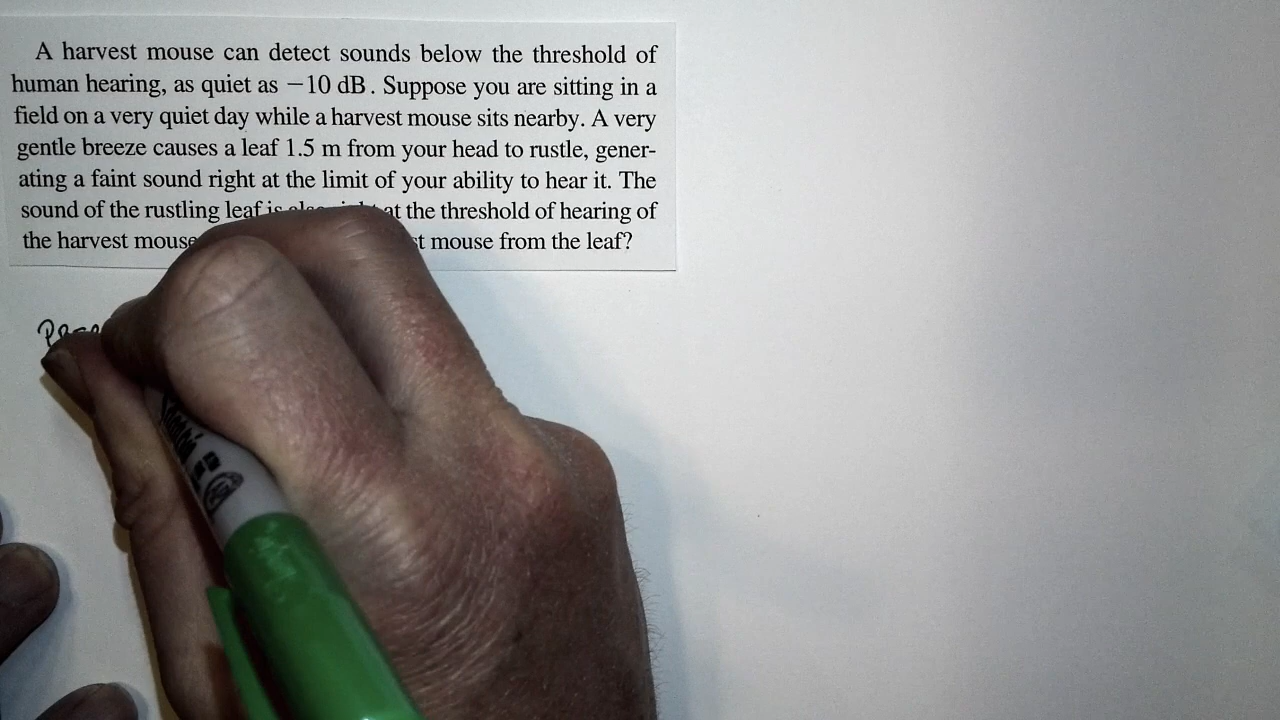 A harvest mouse can detect sounds below the threshold of
human hearing, as quiet as −10 dB. Suppose you are sitting in a
field on a very quiet day while a harvest mouse sits nearby. A very
gentle breeze causes a leaf 1.5 m from your head to rustle, gener-
ating a faint sound right at the limit of your ability to hear it. The
sound of the rustling leaf at the threshold of hearing of
the harvest mouse mouse from the leaf?